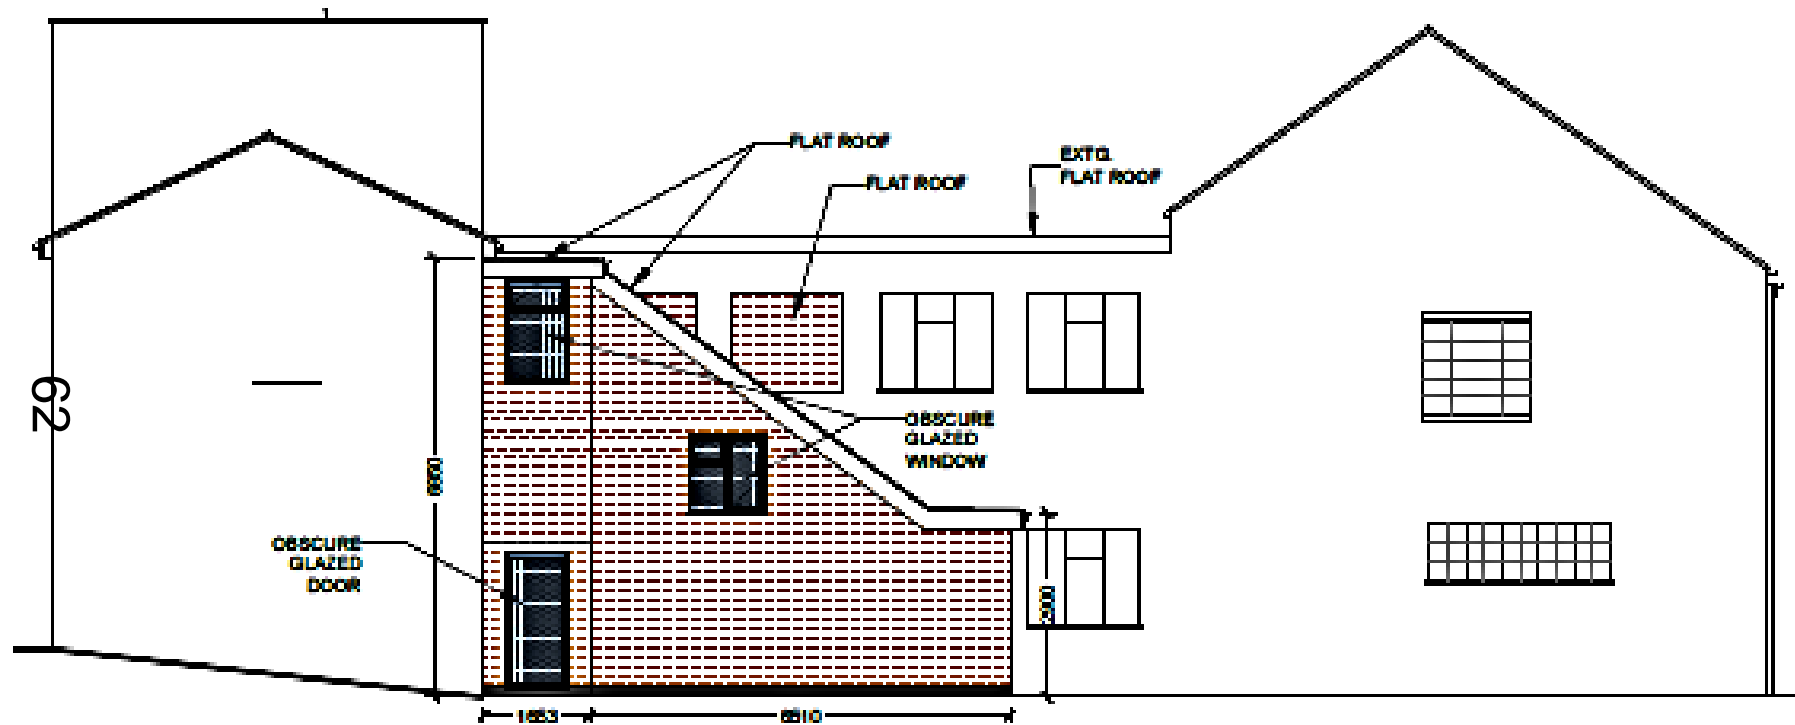 FLAT ROOF
FLAT ROOF
EXTG.
FLAT ROOF
62
OBSCURE
GLAZED
WINDOW
OBSCURE
GLAZED
DOOR